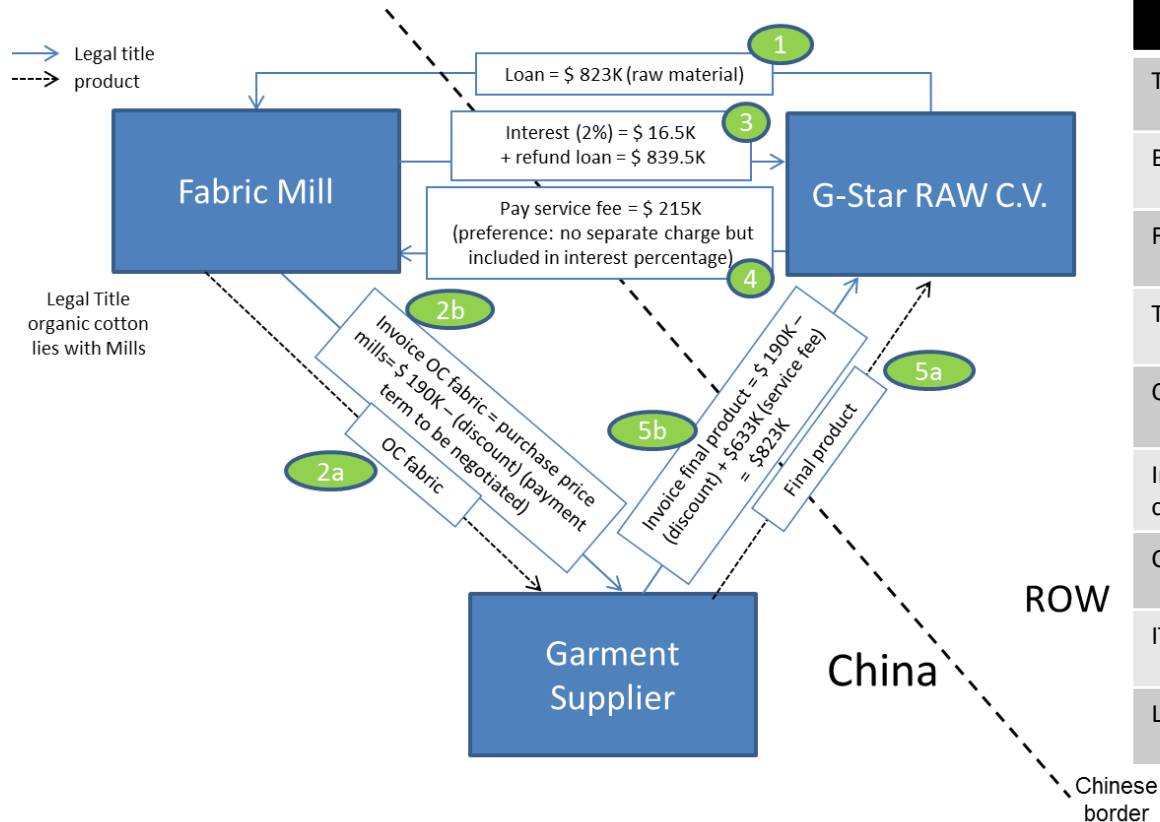 Legal title
product
1
Loan = $ 823K (raw material)
3
Interest (2%) = $ 16.5K
+ refund loan = $ 839.5K
Fabric Mill
G-Star RAW C.V.
Pay service fee = $ 215K
(preference: no separate charge but
included in interest percentage)
4
Legal Title
organic cotton
lies with Mills
2b
Invoice OC fabric = purchase price
mills= $ 190K – (discount) (payment
term to be negotiated)
2a
OC fabric
5b
Invoice final product = $ 190K –
(discount) + $633K (service fee)
= $823K
5a
Final product
Garment
Supplier
China
ROW
Chinese
border